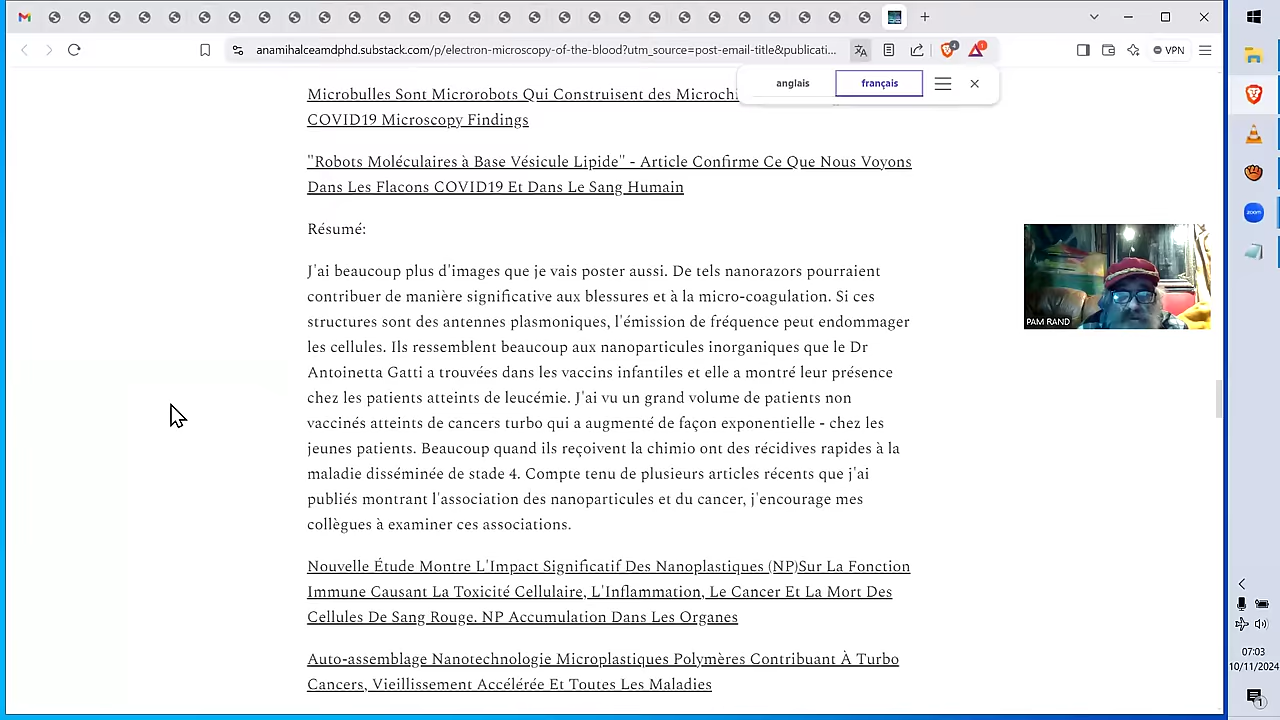 anamihalceamdphd.substack.com/p/electron-microscopy-of-the-blood?utm_source=post-email-title&publicati...
VPN
anglais
français
Microbulles Sont Microrobots Qui Construisent des Microch
COVID19 Microscopy Findings
"Robots Moléculaires à Base Vésicule Lipide" - Article Confirme Ce Que Nous Voyons
Dans Les Flacons COVID19 Et Dans Le Sang Humain
Résumé:
J'ai beaucoup plus d'images que je vais poster aussi. De tels nanorazors pourraient
contribuer de manière significative aux blessures et à la micro-coagulation. Si ces
structures sont des antennes plasmoniques, l'émission de fréquence peut endommager
les cellules. Ils ressemblent beaucoup aux nanoparticules inorganiques que le Dr
Antoinetta Gatti a trouvées dans les vaccins infantiles et elle a montré leur présence
chez les patients atteints de leucémie. J'ai vu un grand volume de patients non
vaccinés atteints de cancers turbo qui a augmenté de façon exponentielle - chez les
jeunes patients. Beaucoup quand ils reçoivent la chimio ont des récidives rapides à la
maladie disséminée de stade 4. Compte tenu de plusieurs articles récents que j'ai
publiés montrant l'association des nanoparticules et du cancer, j'encourage mes
collègues à examiner ces associations.
Nouvelle Étude Montre L'Impact Significatif Des Nanoplastiques (NP)Sur La Fonction
Immune Causant La Toxicité Cellulaire, L'Inflammation, Le Cancer Et La Mort Des
Cellules De Sang Rouge. NP Accumulation Dans Les Organes
Auto-assemblage Nanotechnologie Microplastiques Polymères Contribuant À Turbo
Cancers, Vieillissement Accélérée Et Toutes Les Maladies
PAM RAND
zoom
07:03
10/11/2024